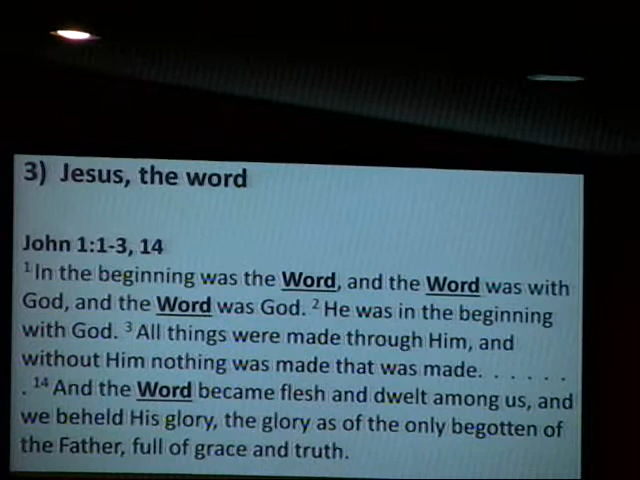 3) Jesus, the word
John 1:1-3, 14
1 In the beginning was the Word, and the Word was with
God, and the Word was God. 2 He was in the beginning
with God. 3 All things were made through Him, and
without Him nothing was made that was made. . . . . . .
. 14 And the Word became flesh and dwelt among us, and
we beheld His glory, the glory as of the only begotten of
the Father, full of grace and truth.